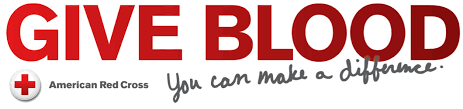 GIVE BLOOD
American Red Cross You can make a difference.